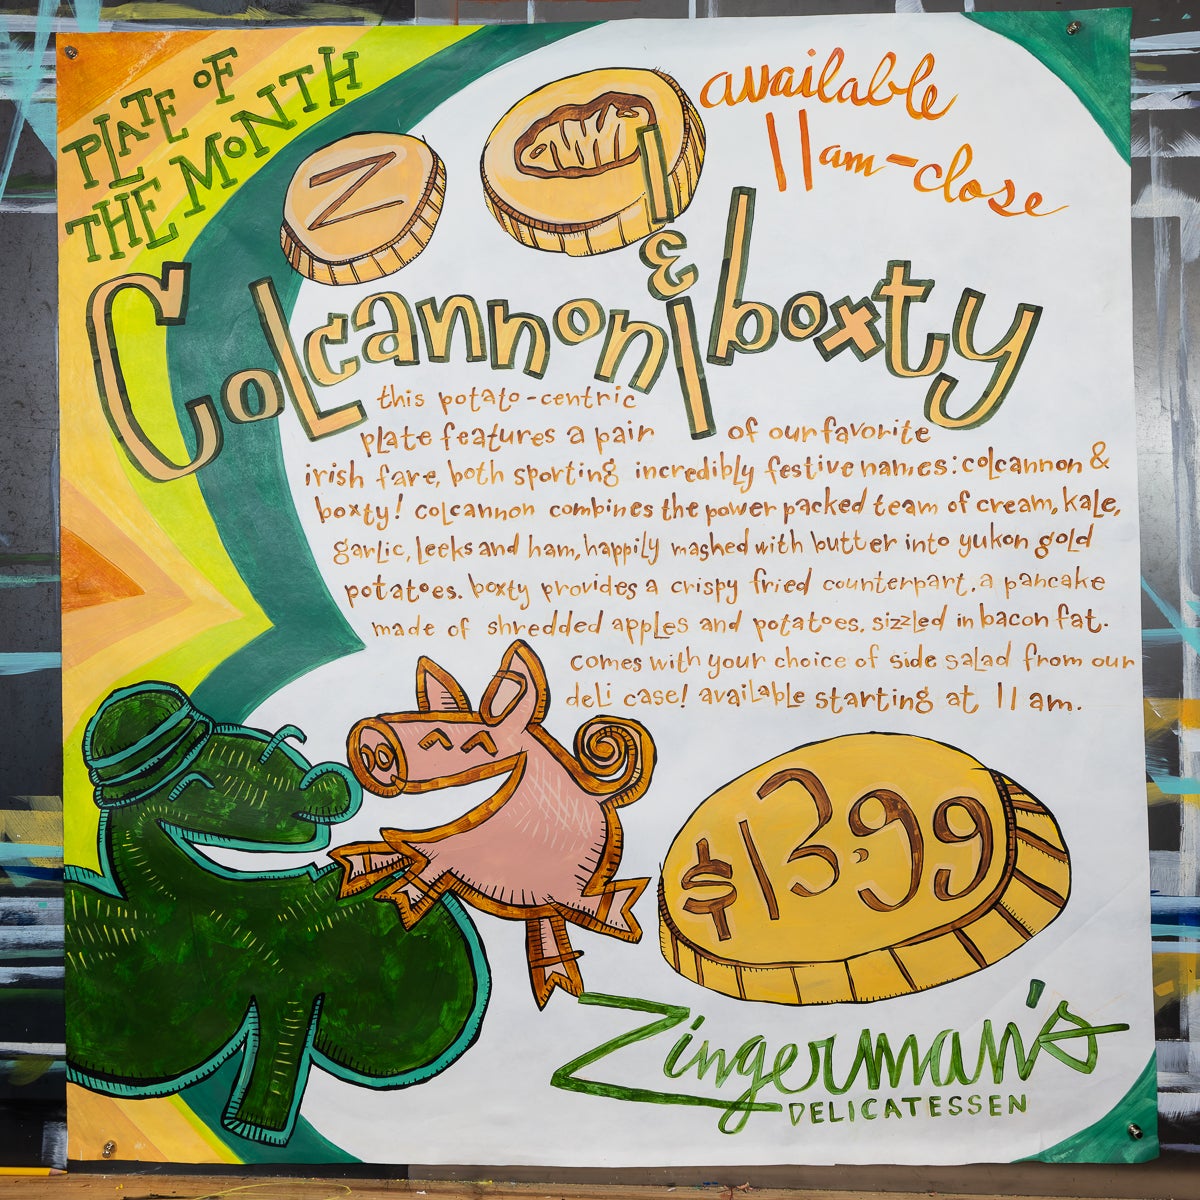 PLATE OF
THE MONTH
Z
available
11am-close
Colcannon & boxty
this potato-centric
plate features a pair of our favorite
irish fare, both sporting incredibly festive names: colcannon &
boxty! colcannon combines the power packed team of cream, kale,
garlic, leeks and ham, happily mashed with butter into yukon gold
potatoes. boxty provides a crispy fried counterpart. a pancake
made of shredded apples and potatoes, sizzled in bacon fat.
comes with your choice of side salad from our
deli case! available starting at 11 am.
$13.99
Zingerman's
DELICATESSEN